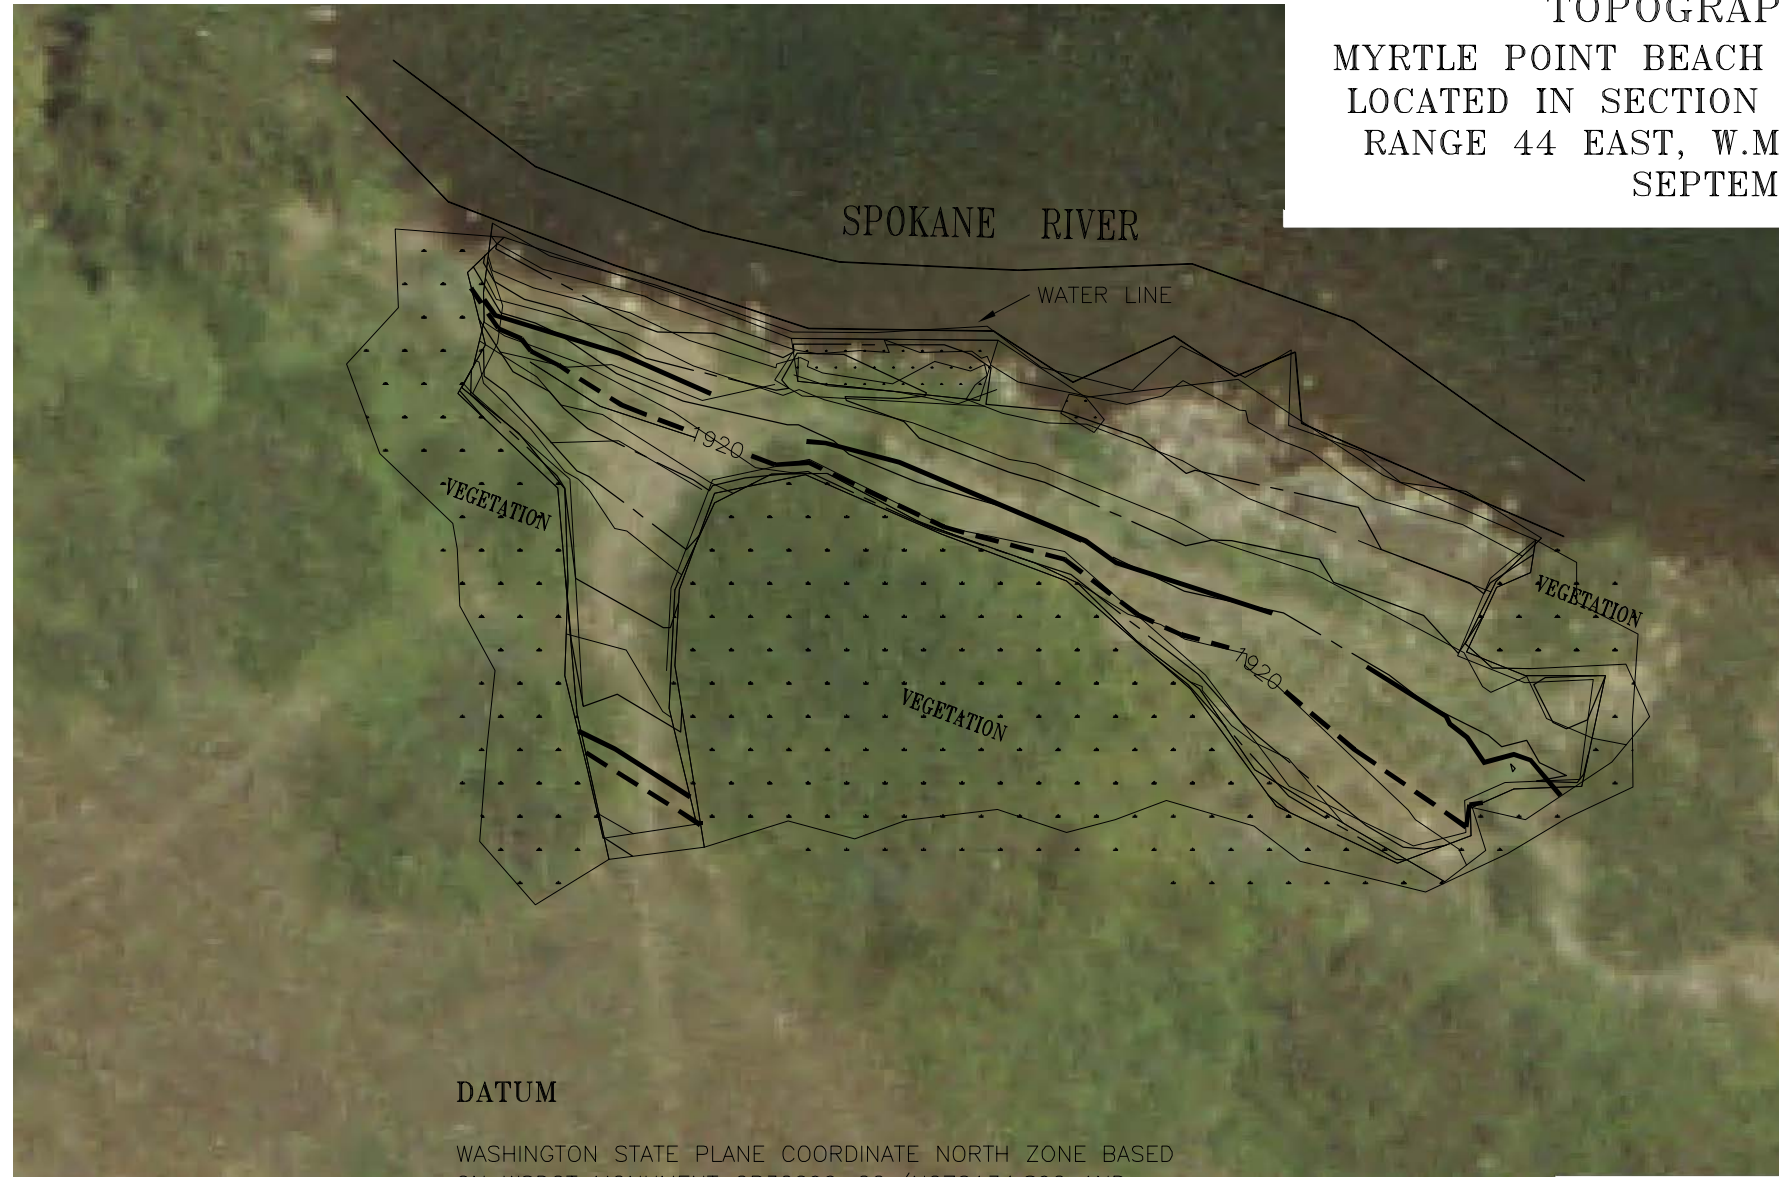 TOPOGRAP
MYRTLE POINT BEACH
LOCATED IN SECTION
RANGE 44 EAST, W.M
SEPTEM
SPOKANE RIVER
WATER LINE
1920
VEGETATION
VEGETATION
1920
VEGETATION
DATUM
WASHINGTON STATE PLANE COORDINATE NORTH ZONE BASED